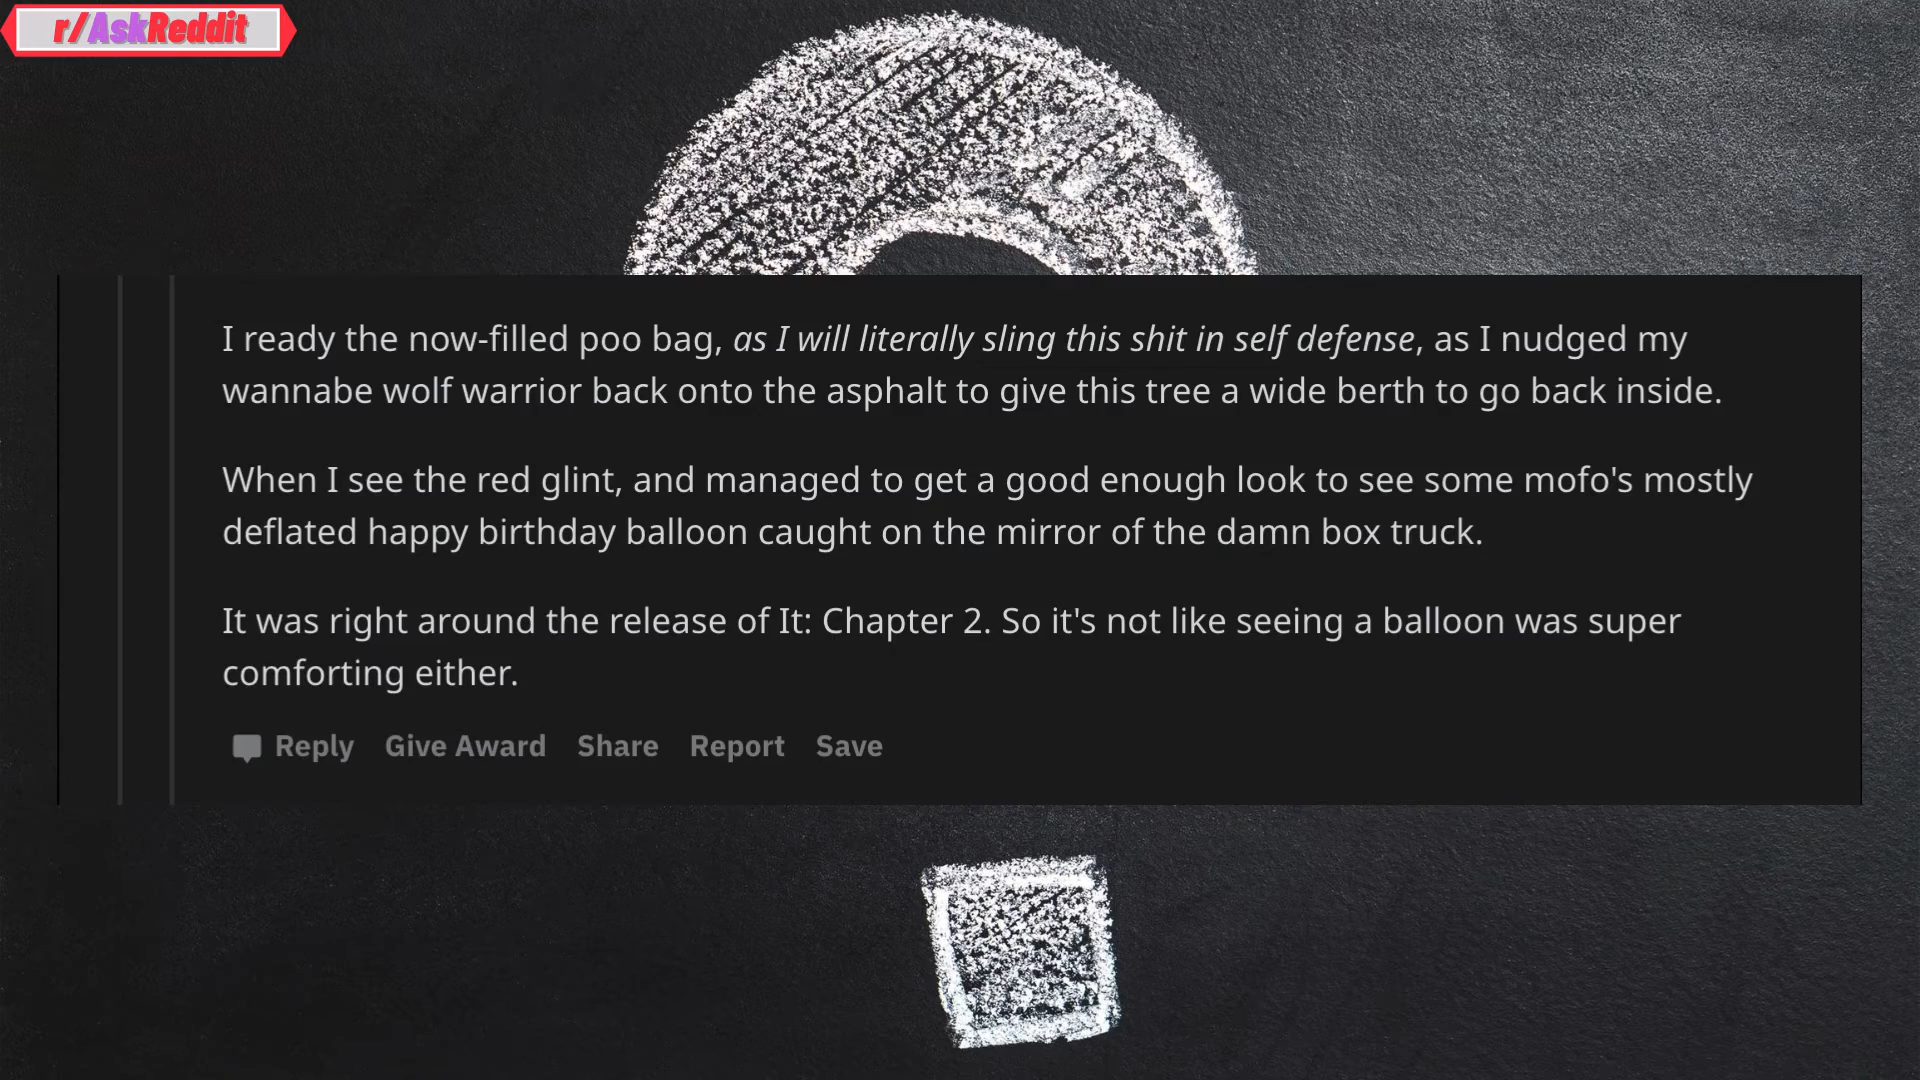 r/AskReddit
I ready the now-filled poo bag, as I will literally sling this shit in self defense, as I nudged my
wannabe wolf warrior back onto the asphalt to give this tree a wide berth to go back inside.
When I see the red glint, and managed to get a good enough look to see some mofo's mostly
deflated happy birthday balloon caught on the mirror of the damn box truck.
It was right around the release of It: Chapter 2. So it's not like seeing a balloon was super
comforting either.
Reply Give Award Share Report Save